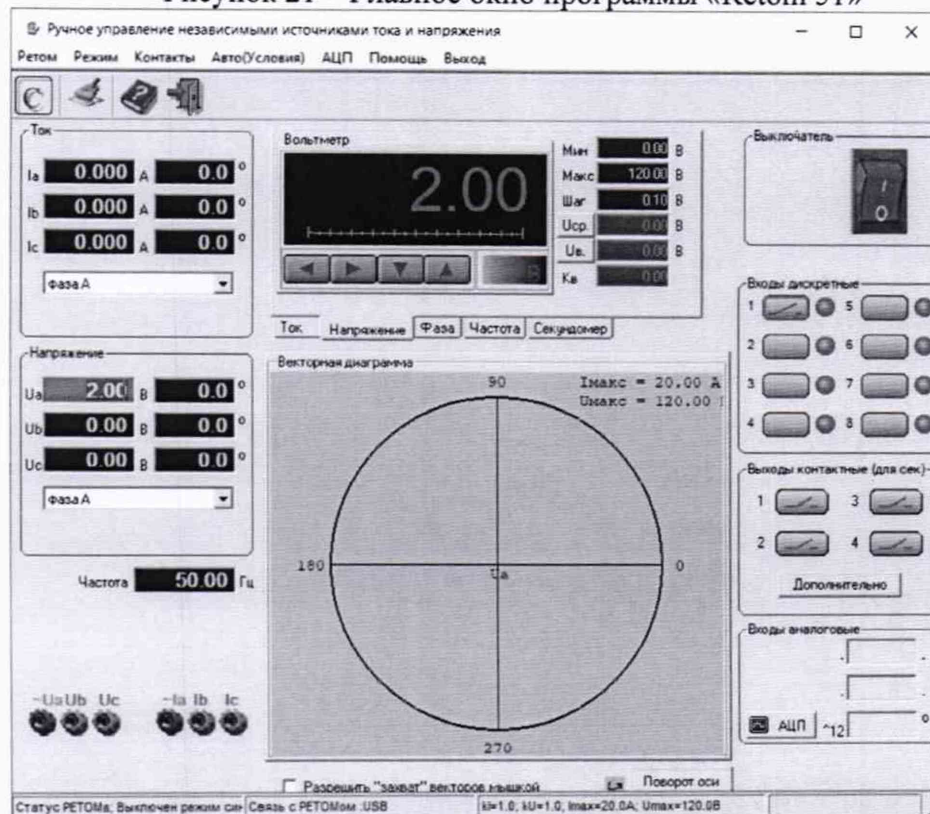 Рисунок 21 – Главное окно программы «Retom 51»
Ручное управление независимыми источниками тока и напряжения
Ретом Режим Контакты Авто(Условия) АЦП Помощь Выход
Ток
Ia 0.000 А 0.0 °
Ib 0.000 А 0.0 °
Ic 0.000 А 0.0 °
Фаза А
Напряжение
Ua 2.00 В 0.0 °
Ub 0.00 В 0.0 °
Uc 0.00 В 0.0 °
Фаза А
Частота 50.00 Гц
~Ua Ub Uc ~Ia Ib Ic
Вольтметр
2.00
В
Мин 0.00 В
Макс 120.00 В
Шаг 0.10 В
Uср. 0.00 В
Uв. 0.00 В
Кв 0.00
Ток Напряжение Фаза Частота Секундомер
Векторная диаграмма
90
Iмакс = 20.00 А
Uмакс = 120.00
180
0
Ua
270
Разрешить "захват" векторов мышкой
Поворот оси
Выключатель
Входы дискретные
1 5
2 6
3 7
4 8
Выходы контактные (для сек)
1 3
2 4
Дополнительно
Входы аналоговые
АЦП ^12 °
Статус РЕТОМа: Выключен режим син
Связь с РЕТОМом :USB
kI=1.0, kU=1.0, Imax=20.0А; Umax=120.0В